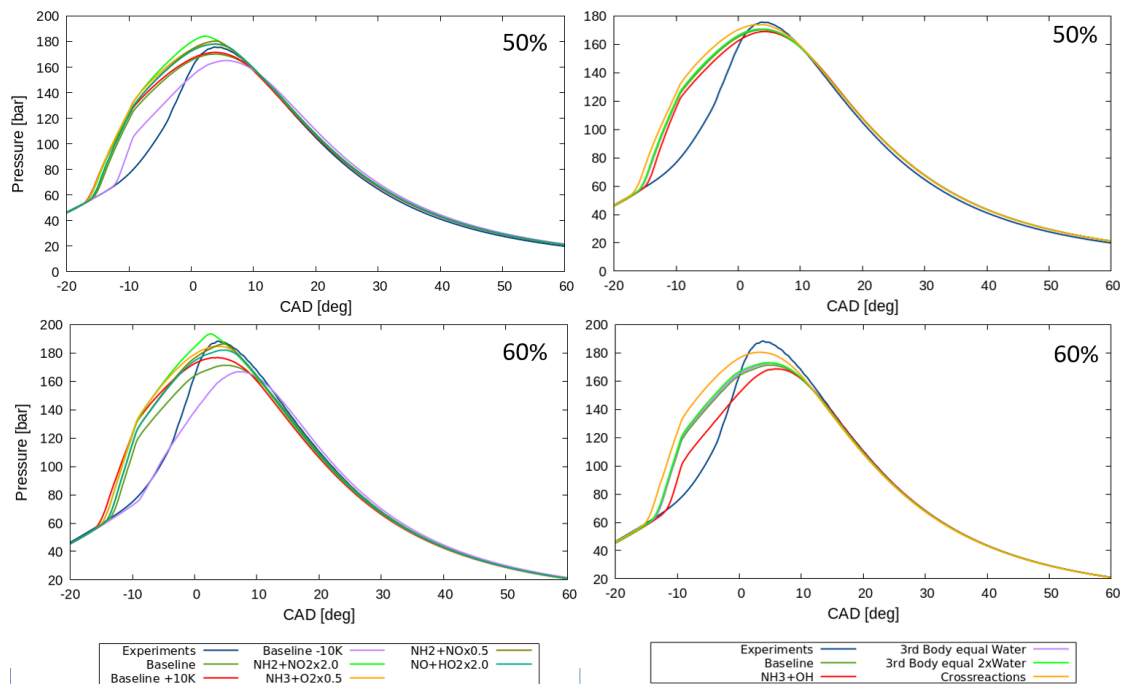 50%
200
180
160
140
120
100
80
60
40
20
0
Pressure [bar]
-20 -10 0 10 20 30 40 50 60
CAD [deg]
50%
180
160
140
120
100
80
60
40
20
0
-20 -10 0 10 20 30 40 50 60
CAD [deg]
60%
200
180
160
140
120
100
80
60
40
20
Pressure [bar]
-20 -10 0 10 20 30 40 50 60
CAD [deg]
60%
200
180
160
140
120
100
80
60
40
20
-20 -10 0 10 20 30 40 50 60
CAD [deg]
Experiments
Baseline
Baseline +10K
Baseline -10K
NH2+NO2x2.0
NH3+O2x0.5
NH2+NOx0.5
NO+HO2x2.0
Experiments
Baseline
NH3+OH
3rd Body equal Water
3rd Body equal 2xWater
Crossreactions